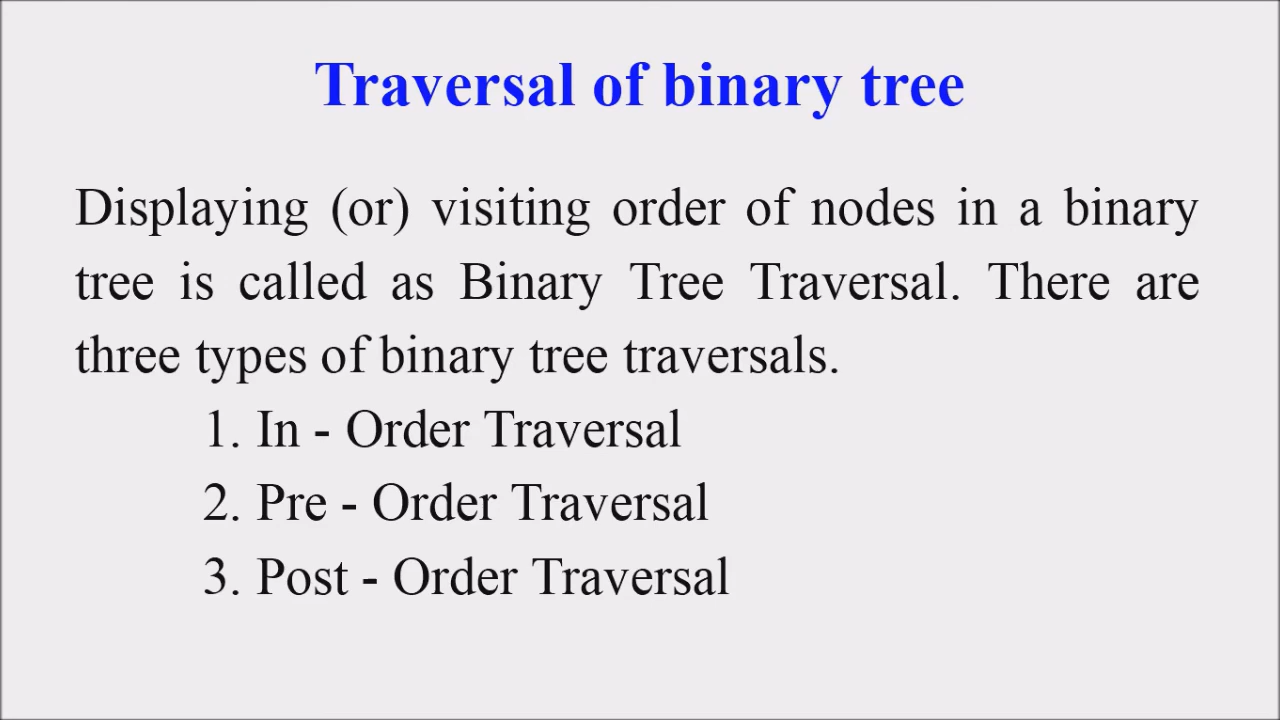 Traversal of binary tree
Displaying (or) visiting order of nodes in a binary
tree is called as Binary Tree Traversal. There are
three types of binary tree traversals.
1. In - Order Traversal
2. Pre - Order Traversal
3. Post - Order Traversal